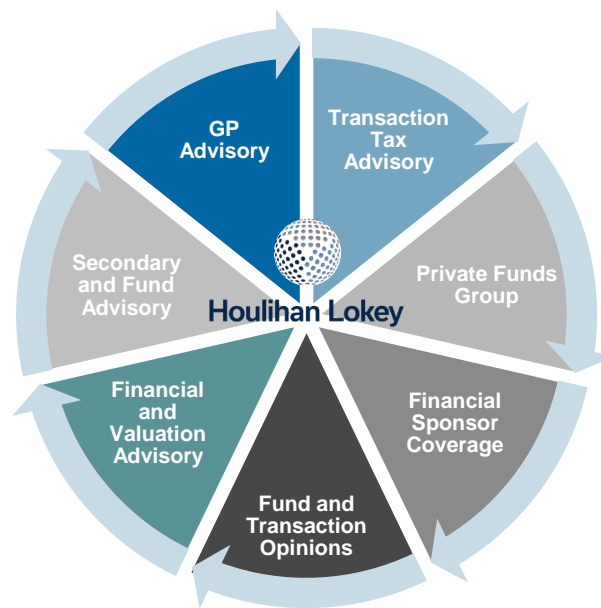 GP
Advisory
Transaction
Tax
Advisory
Private Funds
Group
Financial
Sponsor
Coverage
Fund and
Transaction
Opinions
Financial
and
Valuation
Advisory
Secondary
and Fund
Advisory
Houlihan Lokey